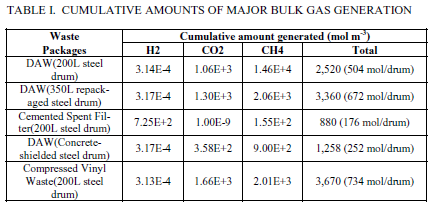 TABLE I. CUMULATIVE AMOUNTS OF MAJOR BULK GAS GENERATION
Waste Packages Cumulative amount generated (mol m-3)
H2 CO2 CH4 Total
DAW(200L steel drum) 3.14E-4 1.06E+3 1.46E+4 2,520 (504 mol/drum)
DAW(350L repack-aged steel drum) 3.17E-4 1.30E+3 2.06E+3 3,360 (672 mol/drum)
Cemented Spent Fil-ter(200L steel drum) 7.25E+2 1.00E-9 1.55E+2 880 (176 mol/drum)
DAW(Concrete-shielded steel drum) 3.17E-4 3.58E+2 9.00E+2 1,258 (252 mol/drum)
Compressed Vinyl Waste(200L steel drum) 3.13E-4 1.66E+3 2.01E+3 3,670 (734 mol/drum)